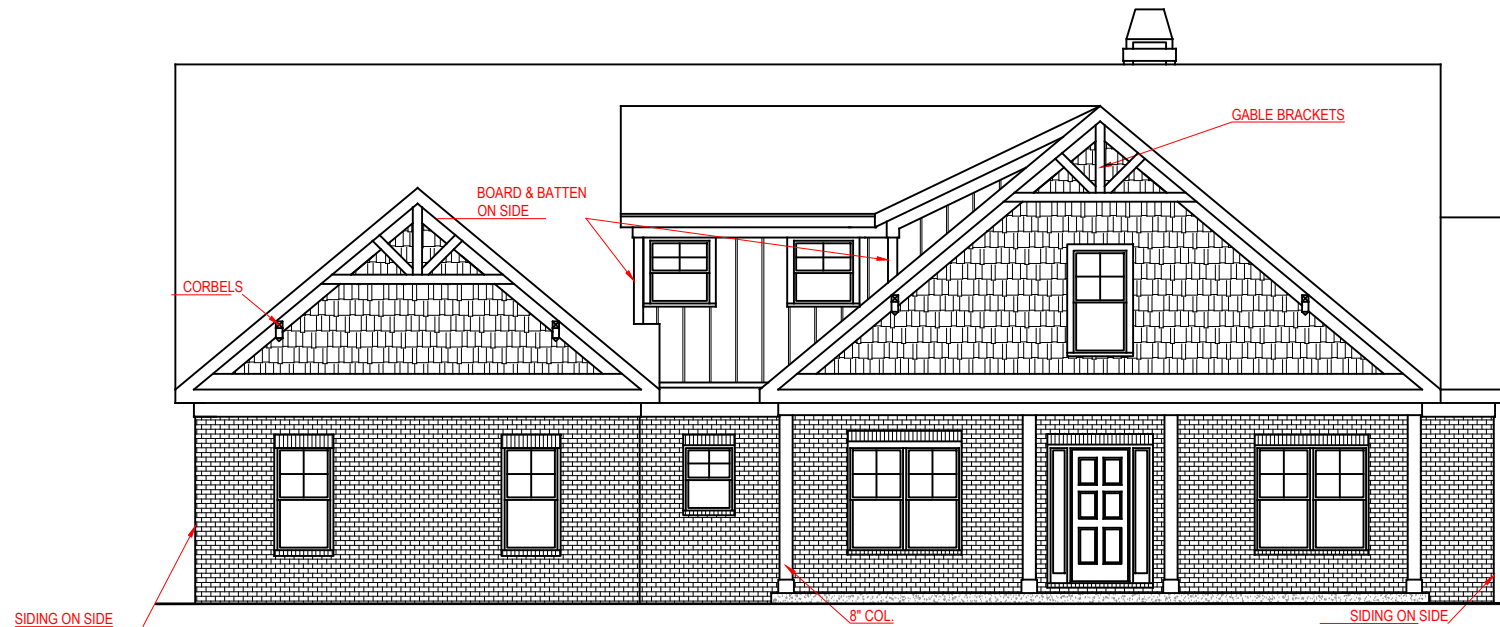 GABLE BRACKETS
BOARD & BATTEN
ON SIDE
CORBELS
SIDING ON SIDE
8" COL.
SIDING ON SIDE